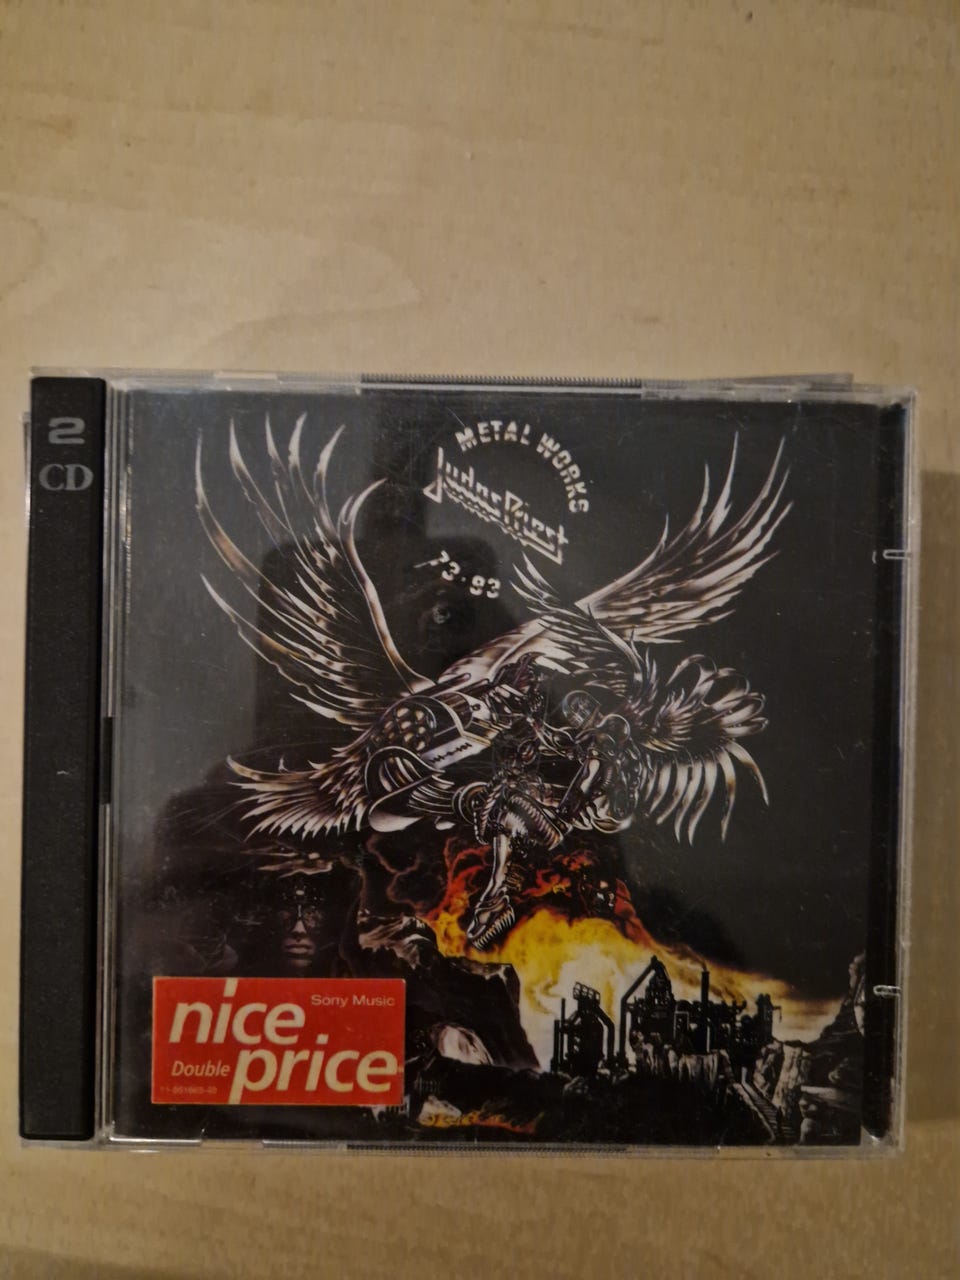 2
CD
METAL WORKS
Judas Priest
73·93
nice
Sony Music
Double price